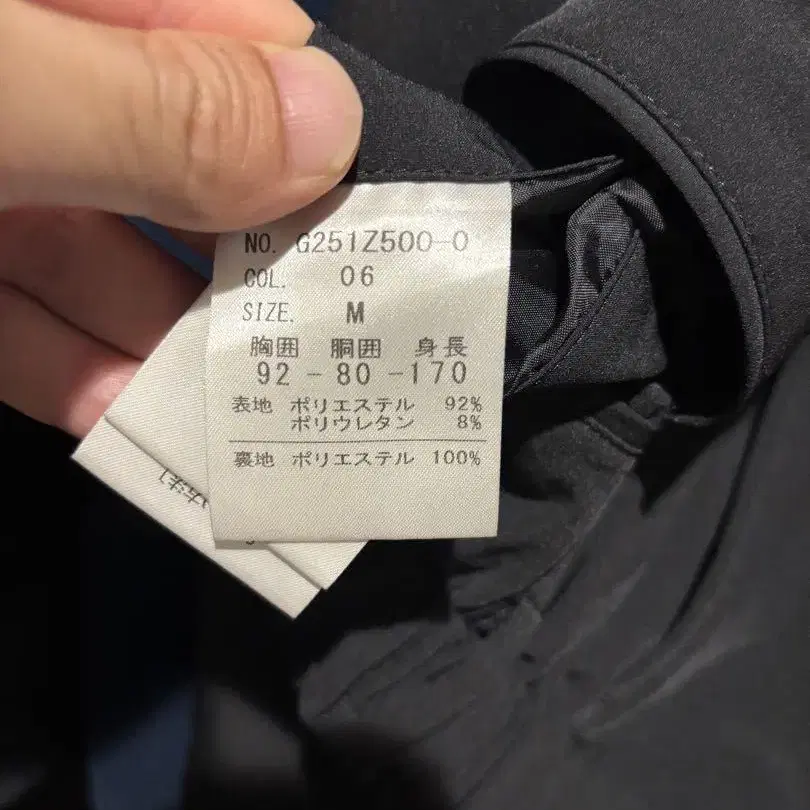 NO. G251Z500-0
COL. 06
SIZE. M
胸囲 胴囲 身長
92-80-170
表地 ポリエステル 92%
ポリウレタン 8%
裏地 ポリエステル 100%